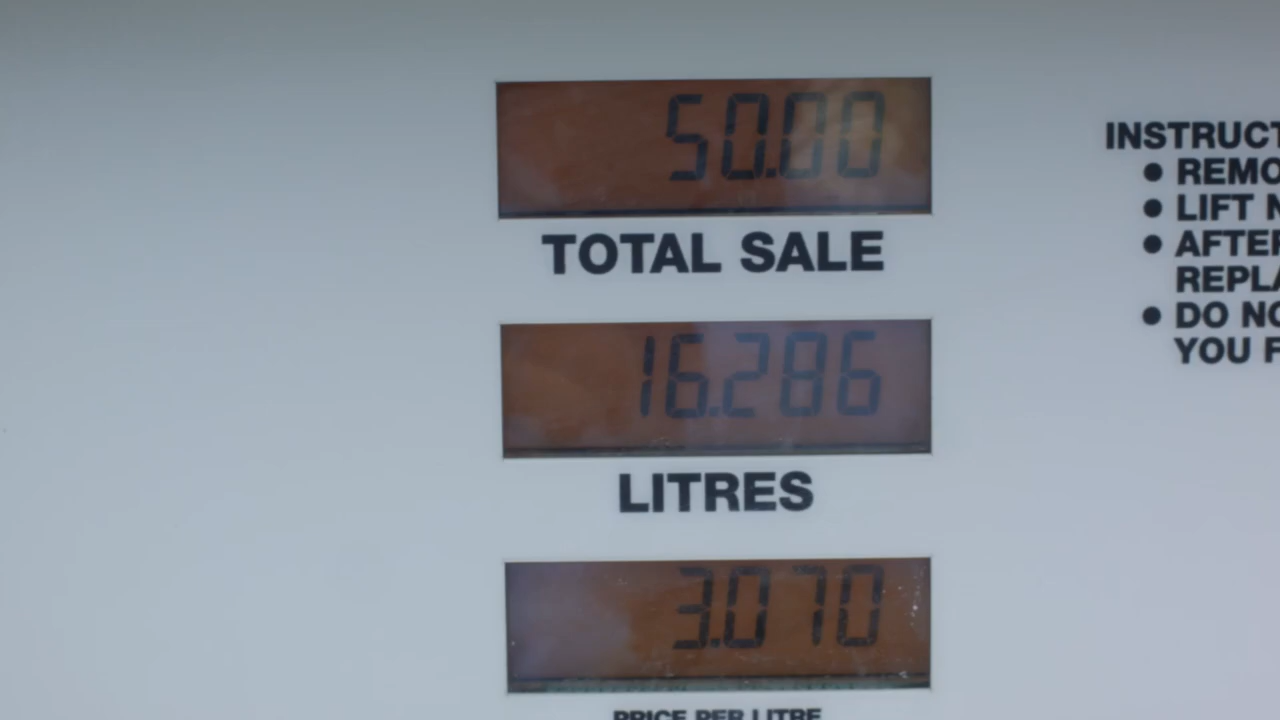 50.00
TOTAL SALE
16.286
LITRES
3.070
PRICE PER LITRE
INSTRUCT
• REMO
• LIFT N
• AFTER
REPLA
• DO NO
YOU F